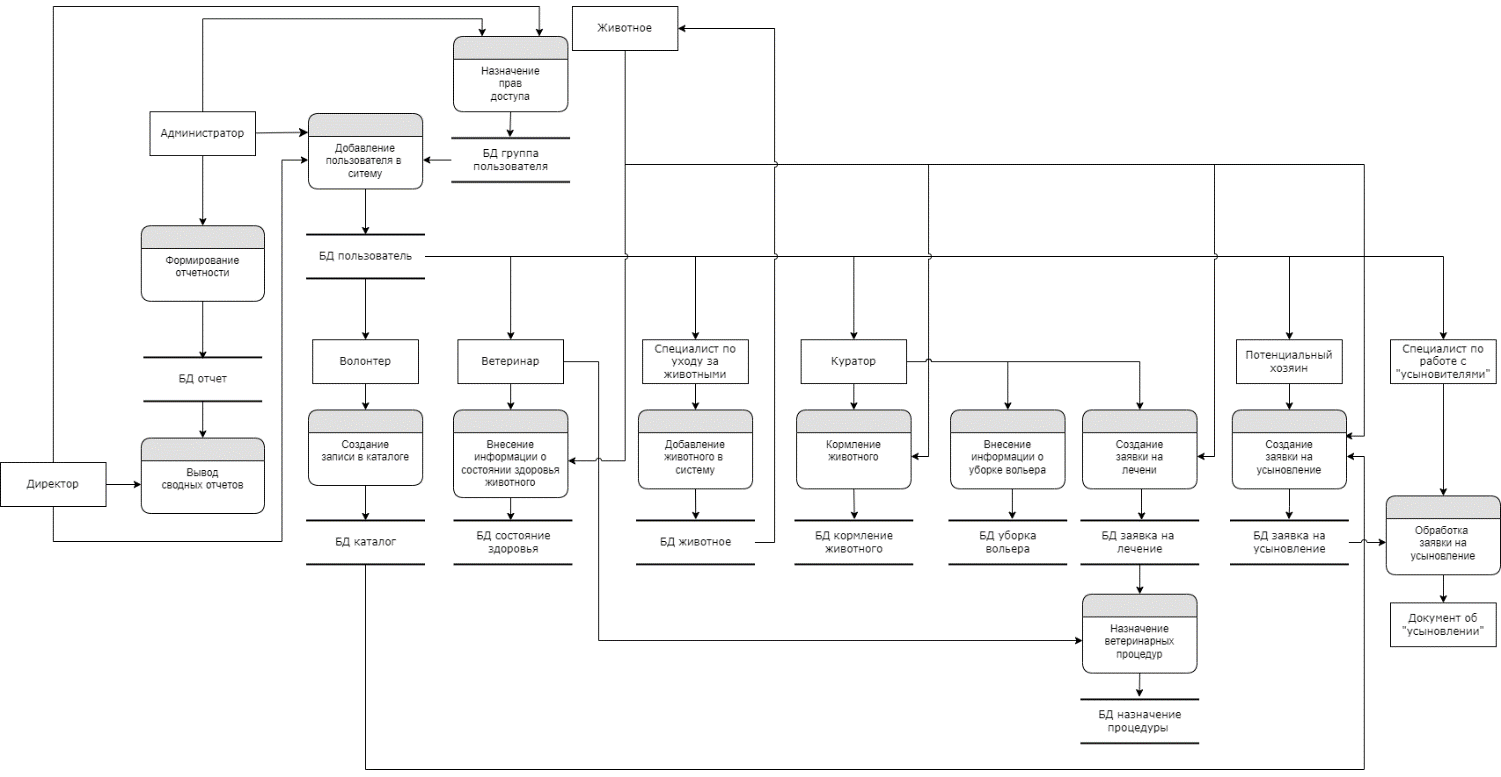 Животное
Назначение
прав
доступа
Администратор
Добавление
пользователя в
ситему
БД группа
пользователя
Формирование
отчетности
БД пользователь
БД отчет
Волонтер
Ветеринар
Специалист по
уходу за
животными
Куратор
Потенциальный
хозяин
Специалист по
работе с
"усыновителями"
Вывод
сводных отчетов
Создание
записи в каталоге
Внесение
информации о
состоянии здоровья
животного
Добавление
животного в
систему
Кормление
животного
Внесение
информации о
уборке вольера
Создание
заявки на
лечени
Создание
заявки на
усыновление
Директор
БД каталог
БД состояние
здоровья
БД животное
БД кормление
животного
БД уборка
вольера
БД заявка на
лечение
БД заявка на
усыновление
Обработка
заявки на
усыновление
Назначение
ветеринарных
процедур
Документ об
"усыновлении"
БД назначение
процедуры